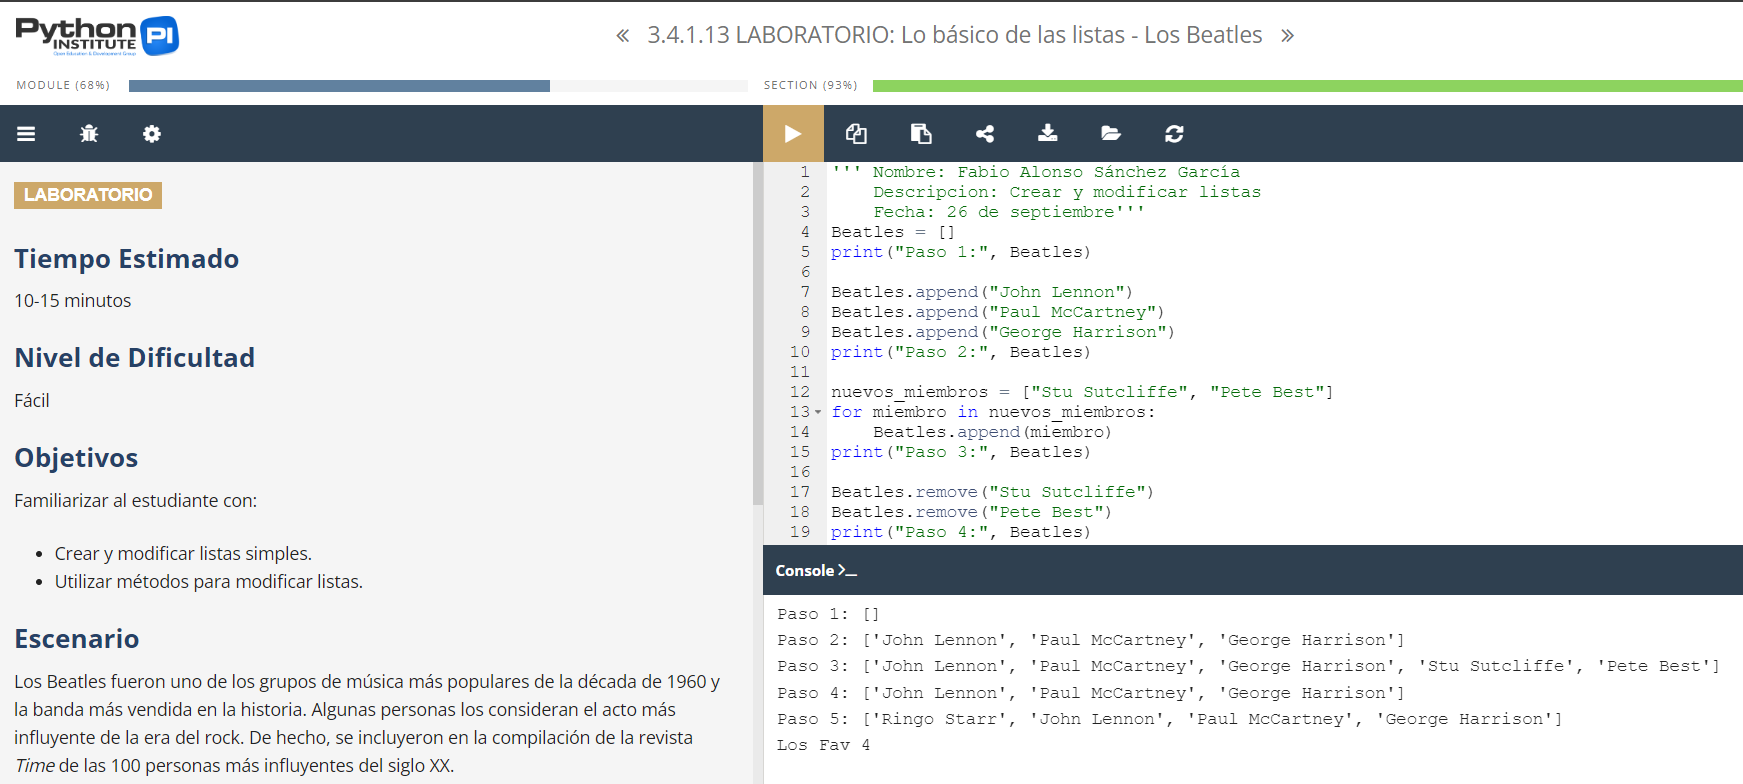 Python
INSTITUTE
PI
Open Education & Development Group
« 3.4.1.13 LABORATORIO: Lo básico de las listas - Los Beatles »
MODULE (68%)
SECTION (93%)
LABORATORIO
Tiempo Estimado
10-15 minutos
Nivel de Dificultad
Fácil
Objetivos
Familiarizar al estudiante con:
• Crear y modificar listas simples.
• Utilizar métodos para modificar listas.
Escenario
Los Beatles fueron uno de los grupos de música más populares de la década de 1960 y
la banda más vendida en la historia. Algunas personas los consideran el acto más
influyente de la era del rock. De hecho, se incluyeron en la compilación de la revista
Time de las 100 personas más influyentes del siglo XX.
1 ''' Nombre: Fabio Alonso Sánchez García
2     Descripcion: Crear y modificar listas
3     Fecha: 26 de septiembre'''
4 Beatles = []
5 print("Paso 1:", Beatles)
6
7 Beatles.append("John Lennon")
8 Beatles.append("Paul McCartney")
9 Beatles.append("George Harrison")
10 print("Paso 2:", Beatles)
11
12 nuevos_miembros = ["Stu Sutcliffe", "Pete Best"]
13 for miembro in nuevos_miembros:
14     Beatles.append(miembro)
15 print("Paso 3:", Beatles)
16
17 Beatles.remove("Stu Sutcliffe")
18 Beatles.remove("Pete Best")
19 print("Paso 4:", Beatles)
Console >_
Paso 1: []
Paso 2: ['John Lennon', 'Paul McCartney', 'George Harrison']
Paso 3: ['John Lennon', 'Paul McCartney', 'George Harrison', 'Stu Sutcliffe', 'Pete Best']
Paso 4: ['John Lennon', 'Paul McCartney', 'George Harrison']
Paso 5: ['Ringo Starr', 'John Lennon', 'Paul McCartney', 'George Harrison']
Los Fav 4